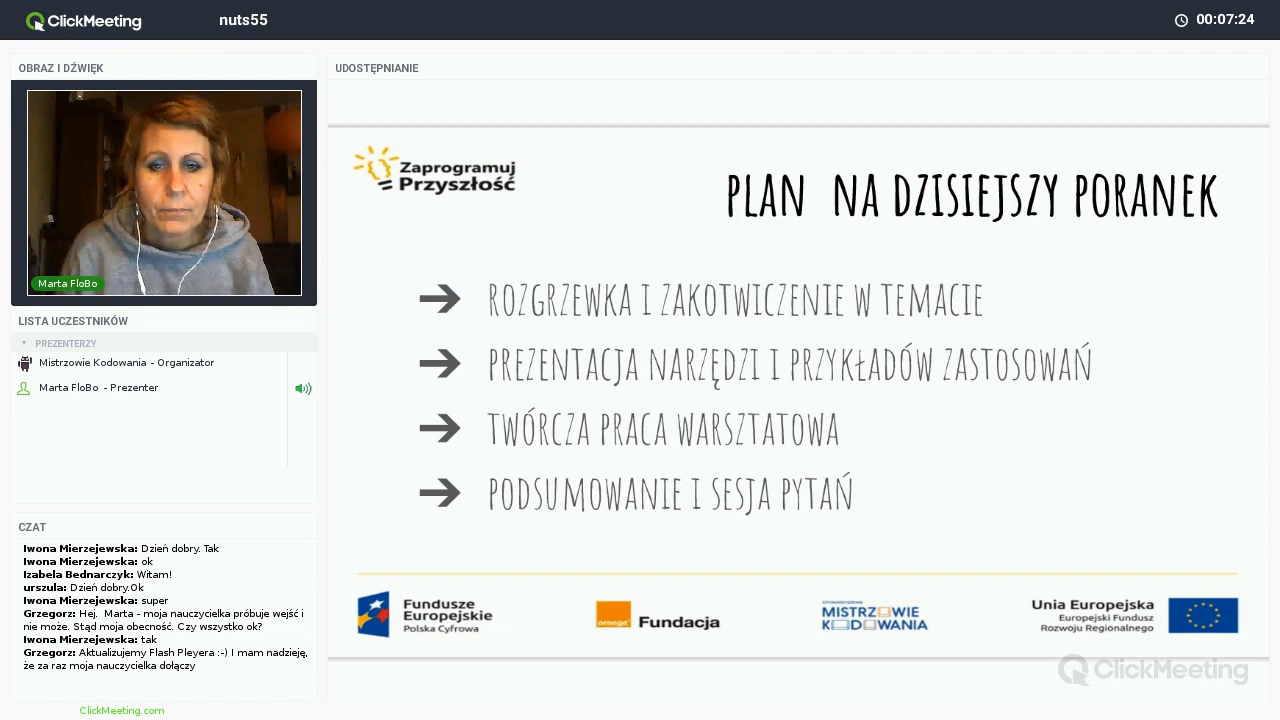 ClickMeeting
nuts55
00:07:24
OBRAZ I DŹWIĘK
Marta FloBo
LISTA UCZESTNIKÓW
PREZENTERZY
Mistrzowie Kodowania - Organizator
Marta FloBo - Prezenter
CZAT
Iwona Mierzejewska: Dzień dobry. Tak
Iwona Mierzejewska: ok
Izabela Bednarczyk: Witam!
urszula: Dzień dobry.Ok
Iwona Mierzejewska: super
Grzegorz: Hej. Marta - moja nauczycielka próbuje wejść i
nie może. Stąd moja obecność. Czy wszystko ok?
Iwona Mierzejewska: tak
Grzegorz: Aktualizujemy Flash Pleyera :-) I mam nadzieję,
że za raz moja nauczycielka dołączy
ClickMeeting.com
UDOSTĘPNIANIE
Zaprogramuj
Przyszłość
PLAN NA DZISIEJSZY PORANEK
➔ ROZGRZEWKA I ZAKOTWICZENIE W TEMACIE
➔ PREZENTACJA NARZĘDZI I PRZYKŁADÓW ZASTOSOWAŃ
➔ TWÓRCZA PRACA WARSZTATOWA
➔ PODSUMOWANIE I SESJA PYTAŃ
Fundusze
Europejskie
Polska Cyfrowa
orange
Fundacja
STOWARZYSZENIE
MISTRZOWIE
KODOWANIA
Unia Europejska
Europejski Fundusz
Rozwoju Regionalnego
ClickMeeting